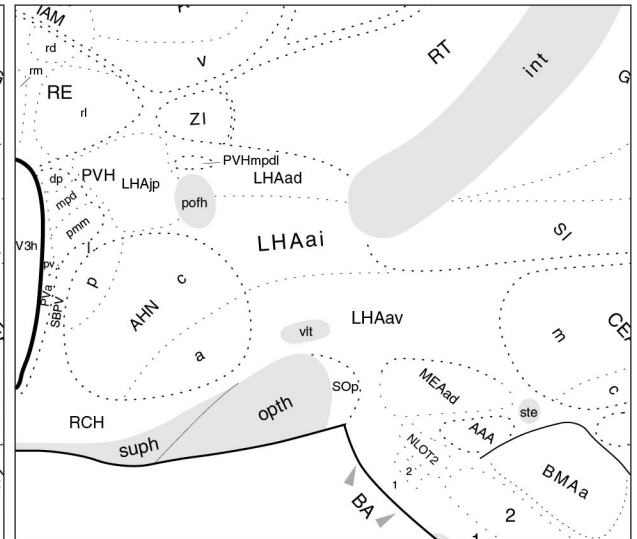 IAM
rd
rm
RE
rl
v
ZI
RT
int
G
PVHmpdl
dp
PVH
LHAjp
LHAad
mpd
pofh
pmm
V3h
l
LHAai
SI
pv
PVa
SBPV
p
c
AHN
a
vlt
LHAav
m
CEA
c
SOp
MEAad
ste
opth
RCH
suph
AAA
NLOT2
2
1
BMAa
BA
2
1